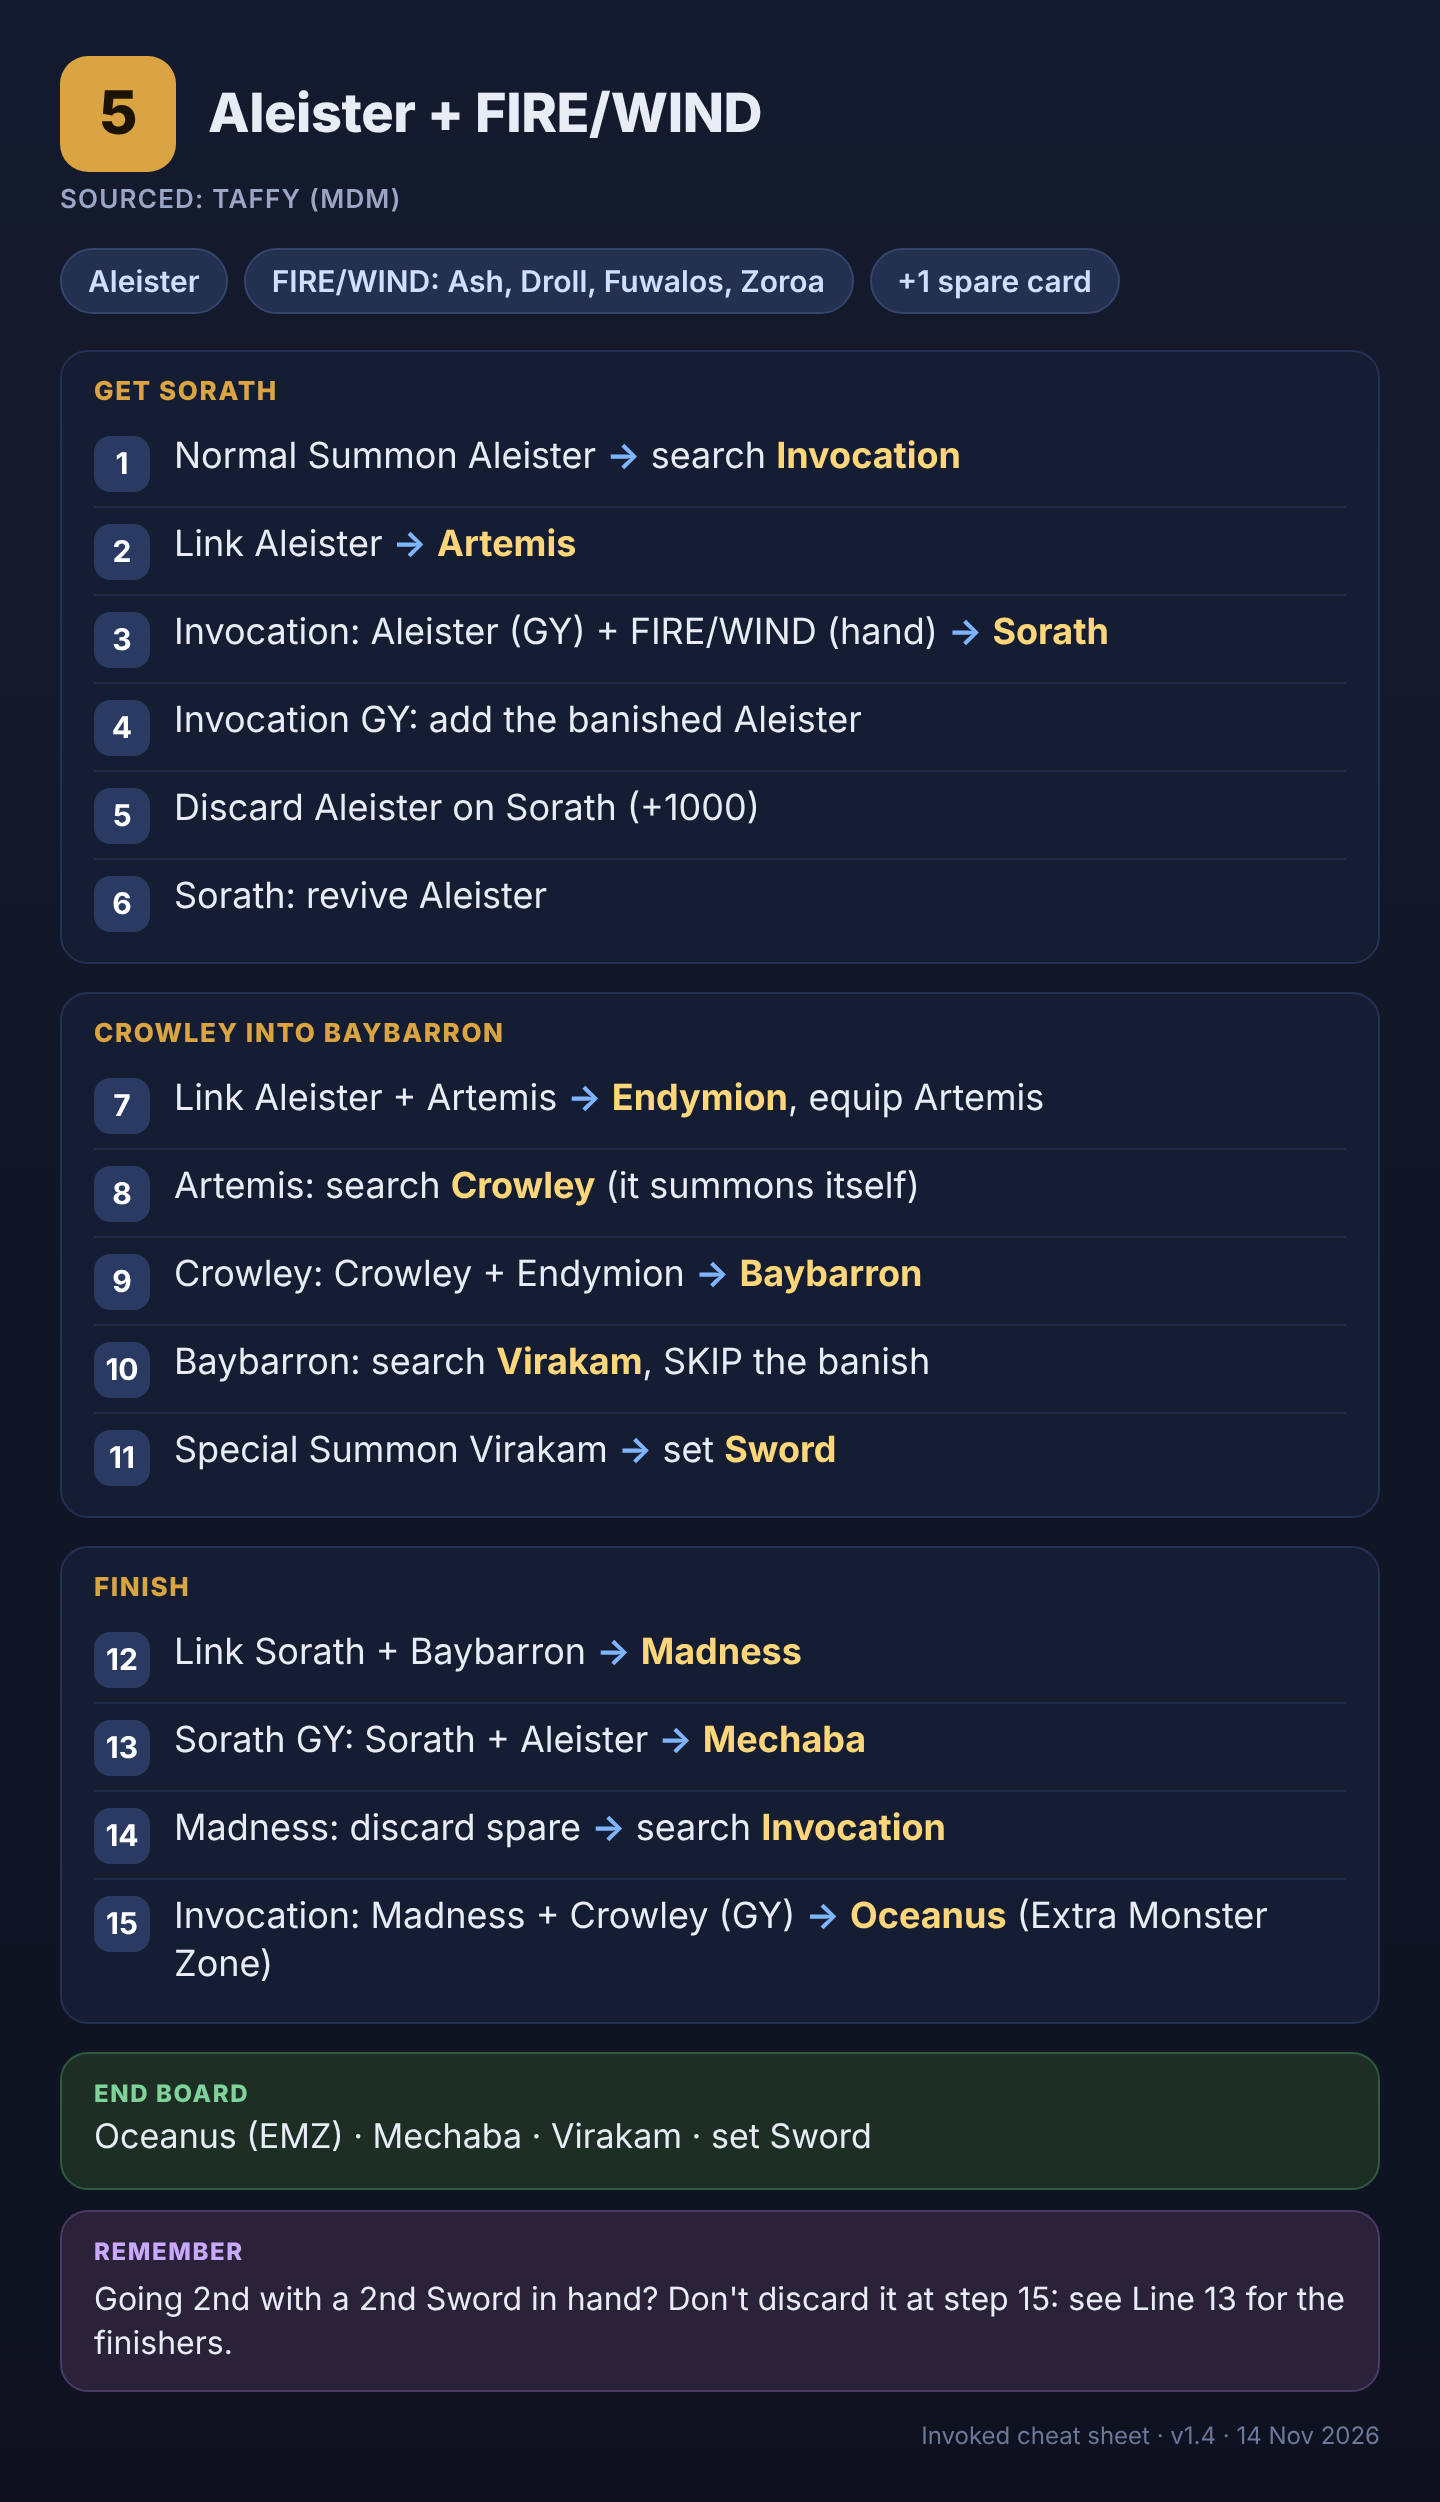 5
Aleister + FIRE/WIND
SOURCED: TAFFY (MDM)
Aleister
FIRE/WIND: Ash, Droll, Fuwalos, Zoroa
+1 spare card
GET SORATH
1 Normal Summon Aleister → search Invocation
2 Link Aleister → Artemis
3 Invocation: Aleister (GY) + FIRE/WIND (hand) → Sorath
4 Invocation GY: add the banished Aleister
5 Discard Aleister on Sorath (+1000)
6 Sorath: revive Aleister
CROWLEY INTO BAYBARRON
7 Link Aleister + Artemis → Endymion, equip Artemis
8 Artemis: search Crowley (it summons itself)
9 Crowley: Crowley + Endymion → Baybarron
10 Baybarron: search Virakam, SKIP the banish
11 Special Summon Virakam → set Sword
FINISH
12 Link Sorath + Baybarron → Madness
13 Sorath GY: Sorath + Aleister → Mechaba
14 Madness: discard spare → search Invocation
15 Invocation: Madness + Crowley (GY) → Oceanus (Extra Monster
Zone)
END BOARD
Oceanus (EMZ) · Mechaba · Virakam · set Sword
REMEMBER
Going 2nd with a 2nd Sword in hand? Don't discard it at step 15: see Line 13 for the
finishers.
Invoked cheat sheet · v1.4 · 14 Nov 2026